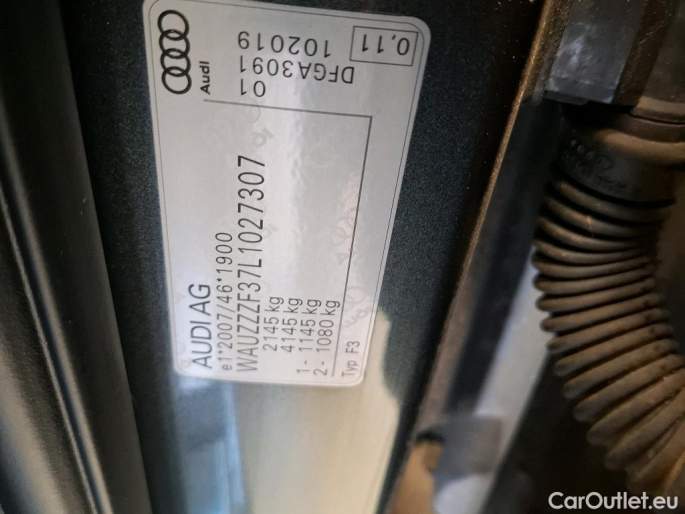 AUDI AG
e1*2007/46*1900
WAUZZZF37L1027307
2145 kg
4145 kg
1- 1145 kg
2- 1080 kg
Typ F3
Audi
01
DFGA3091
102019
0,11
CarOutlet.eu